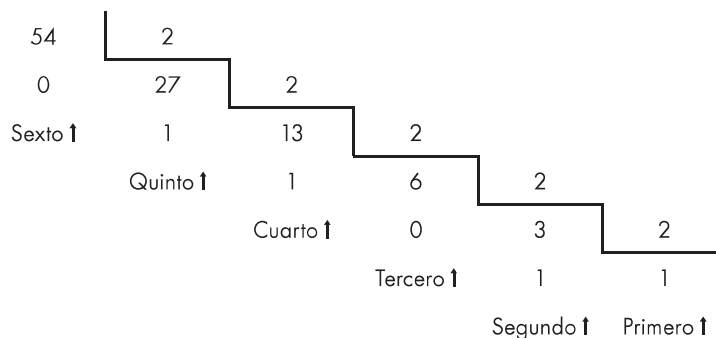 54 2
0 27 2
Sexto ⬆ 1 13 2
Quinto ⬆ 1 6 2
Cuarto ⬆ 0 3 2
Tercero ⬆ 1 1
Segundo ⬆ Primero ⬆